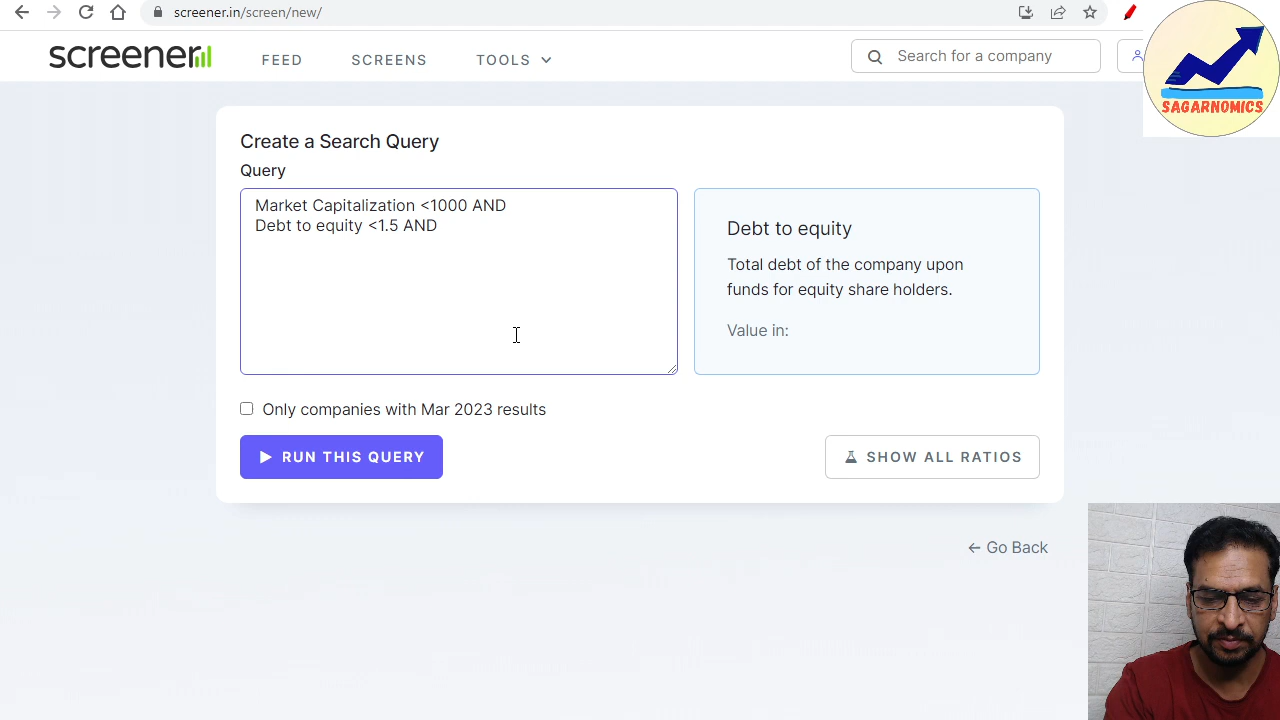 screener.in/screen/new/
screener
FEED
SCREENS
TOOLS
Search for a company
SAGARNOMICS
Create a Search Query
Query
Market Capitalization <1000 AND
Debt to equity <1.5 AND
Debt to equity
Total debt of the company upon
funds for equity share holders.
Value in:
Only companies with Mar 2023 results
RUN THIS QUERY
SHOW ALL RATIOS
← Go Back